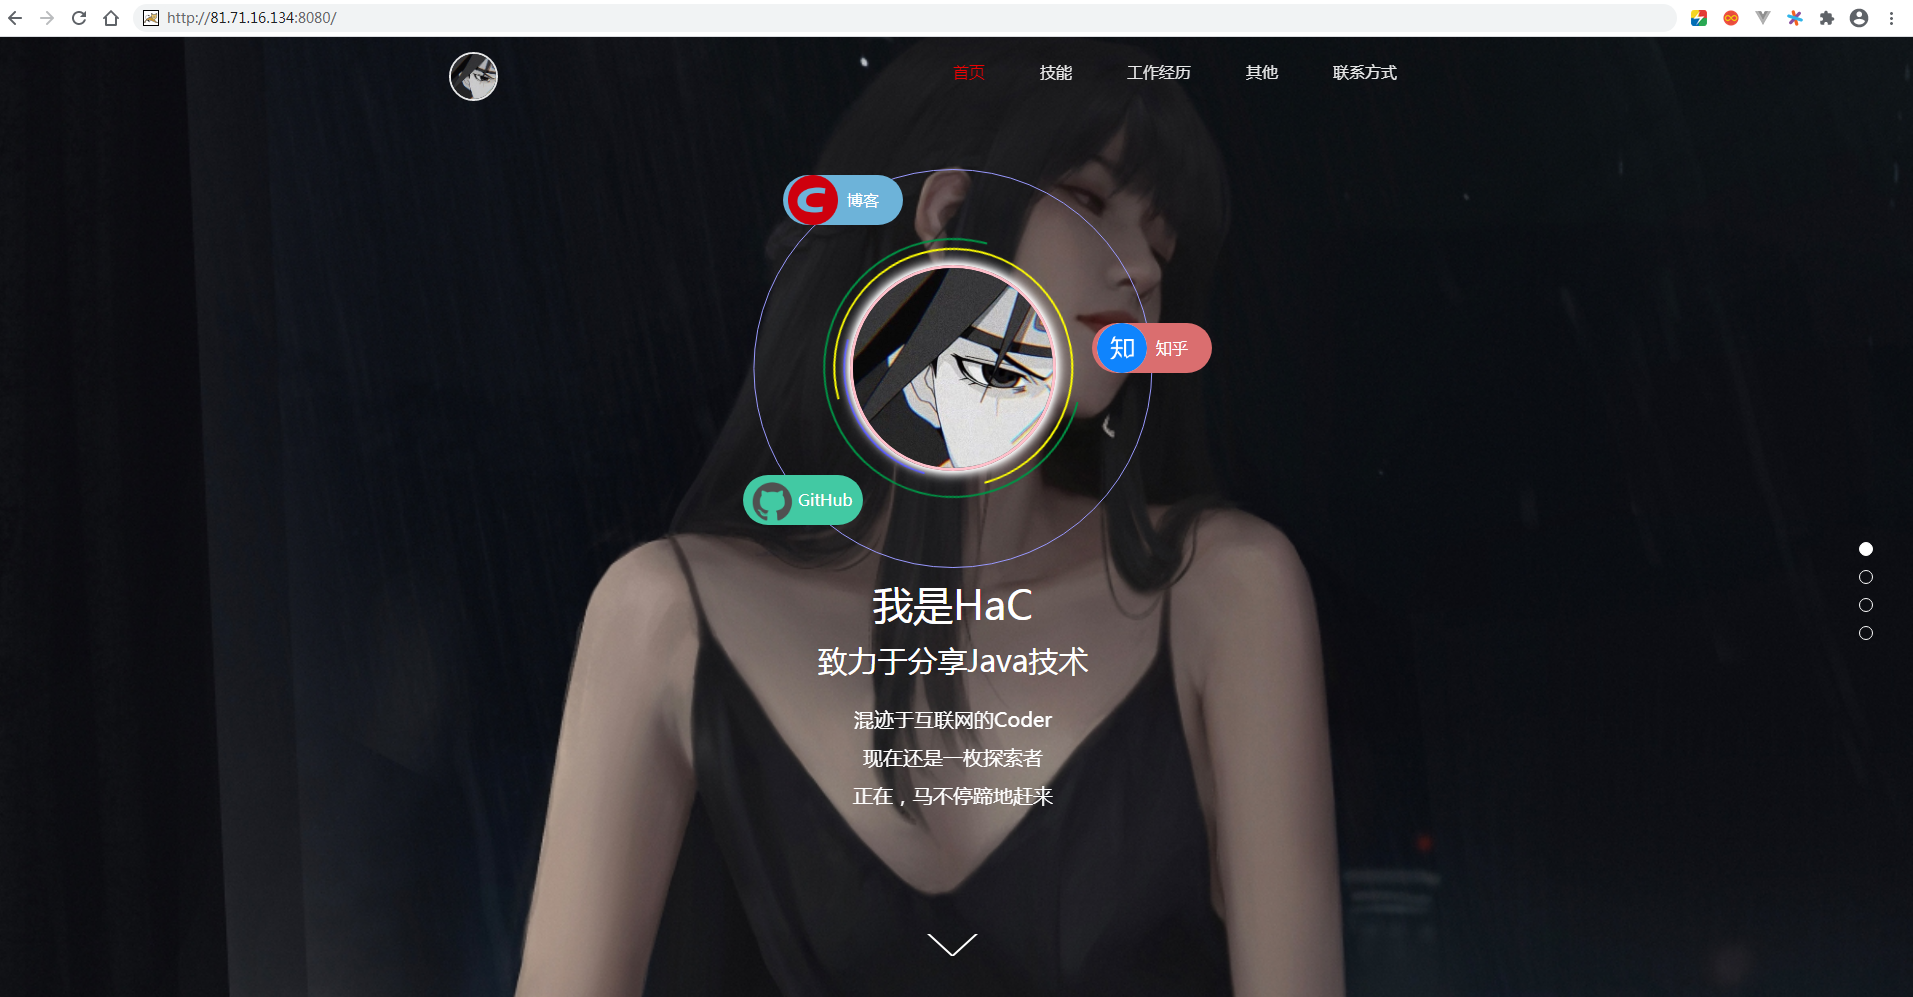 http://81.71.16.134:8080/
首页 技能 工作经历 其他 联系方式
博客
知 知乎
GitHub
我是HaC
致力于分享Java技术
混迹于互联网的Coder
现在还是一枚探索者
正在，马不停蹄地赶来